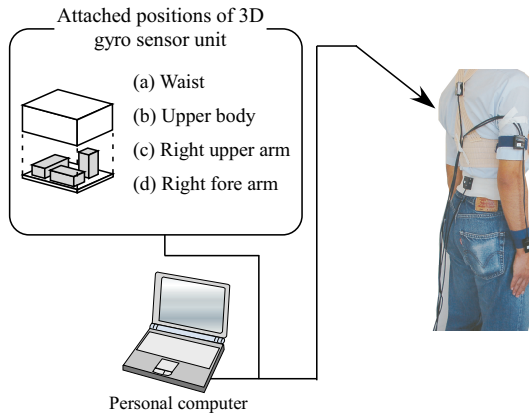 Attached positions of 3D
gyro sensor unit
(a) Waist
(b) Upper body
(c) Right upper arm
(d) Right fore arm
Personal computer